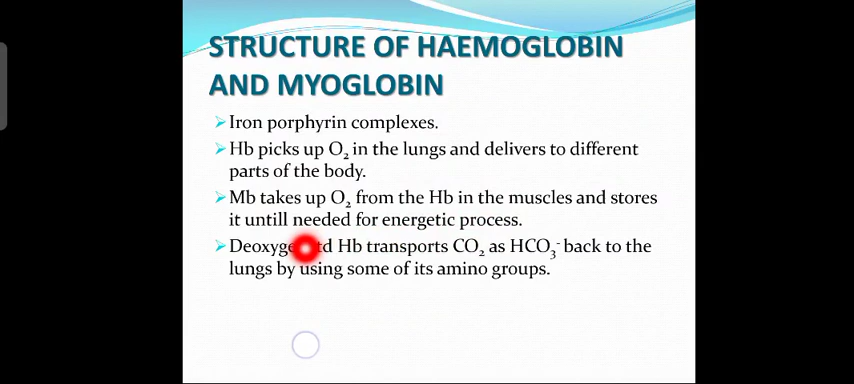 STRUCTURE OF HAEMOGLOBIN
AND MYOGLOBIN
➢Iron porphyrin complexes.
➢Hb picks up O₂ in the lungs and delivers to different
parts of the body.
➢Mb takes up O₂ from the Hb in the muscles and stores
it untill needed for energetic process.
➢Hb transports CO₂ as HCO₃⁻ back to the
lungs by using some of its amino groups.